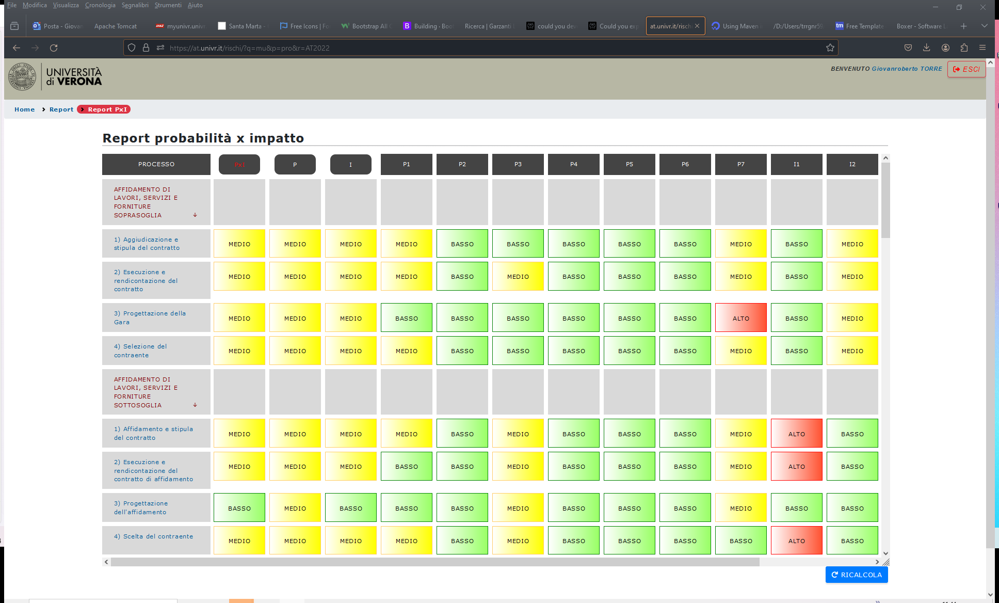 File Modifica Visualizza Cronologia Segnalibri Strumenti Aiuto
Posta - Giovan Apache Tomcat myunivr.univr. Santa Marta - Free Icons | Fo Bootstrap All C Building · Boot Ricerca | Garzanti could you dev Could you exp at.univr.it/risch Using Maven /D:/Users/trrgnr59 Free Template Boxer - Software L
https://at.univr.it/rischi/?q=mu&p=pro&r=AT2022
UNIVERSITÀ
di VERONA
BENVENUTO Giovanroberto TORRE ESCI
Home Report Report PxI
Report probabilità x impatto
PROCESSO PxI P I P1 P2 P3 P4 P5 P6 P7 I1 I2
AFFIDAMENTO DI
LAVORI, SERVIZI E
FORNITURE
SOPRASOGLIA ↓
1) Aggiudicazione e
stipula del contratto
MEDIO MEDIO MEDIO MEDIO BASSO BASSO BASSO BASSO BASSO MEDIO BASSO MEDIO
2) Esecuzione e
rendicontazione del
contratto
MEDIO MEDIO MEDIO MEDIO BASSO MEDIO BASSO BASSO BASSO MEDIO BASSO MEDIO
3) Progettazione della
Gara
MEDIO MEDIO MEDIO BASSO BASSO BASSO BASSO BASSO BASSO ALTO BASSO MEDIO
4) Selezione del
contraente
MEDIO MEDIO MEDIO MEDIO BASSO BASSO BASSO BASSO BASSO MEDIO BASSO MEDIO
AFFIDAMENTO DI
LAVORI, SERVIZI E
FORNITURE
SOTTOSOGLIA ↓
1) Affidamento e stipula
del contratto
MEDIO MEDIO MEDIO MEDIO BASSO MEDIO BASSO BASSO BASSO MEDIO ALTO BASSO
2) Esecuzione e
rendicontazione del
contratto di affidamento
MEDIO MEDIO MEDIO BASSO BASSO MEDIO BASSO BASSO BASSO MEDIO ALTO BASSO
3) Progettazione
dell'affidamento
BASSO MEDIO BASSO BASSO BASSO MEDIO BASSO BASSO BASSO MEDIO BASSO BASSO
4) Scelta del contraente
MEDIO MEDIO MEDIO MEDIO BASSO MEDIO BASSO BASSO BASSO BASSO ALTO BASSO
RICALCOLA